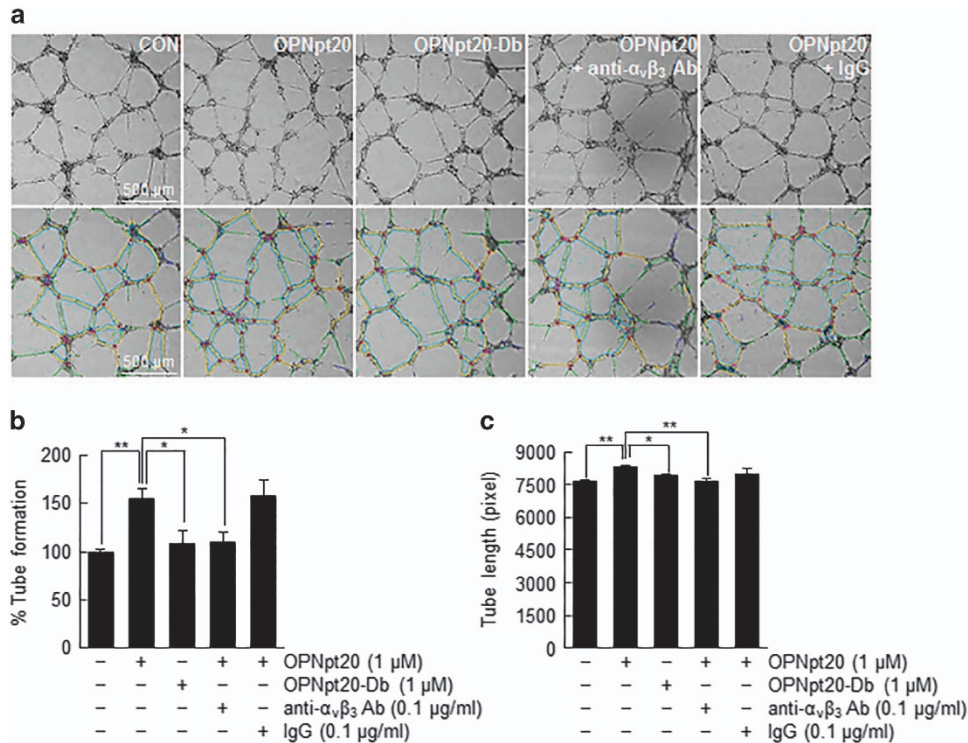 a
CON
OPNpt20
OPNpt20-Db
OPNpt20
+ anti-αvβ3 Ab
OPNpt20
+ IgG
500 µm
500 µm
b
% Tube formation
200
150
100
50
0
**
*
*
– + – + + OPNpt20 (1 µM)
– – + – – OPNpt20-Db (1 µM)
– – – + – anti-αvβ3 Ab (0.1 µg/ml)
– – – – + IgG (0.1 µg/ml)
c
Tube length (pixel)
9000
7500
6000
4500
3000
1500
0
**
**
*
– + – + + OPNpt20 (1 µM)
– – + – – OPNpt20-Db (1 µM)
– – – + – anti-αvβ3 Ab (0.1 µg/ml)
– – – – + IgG (0.1 µg/ml)